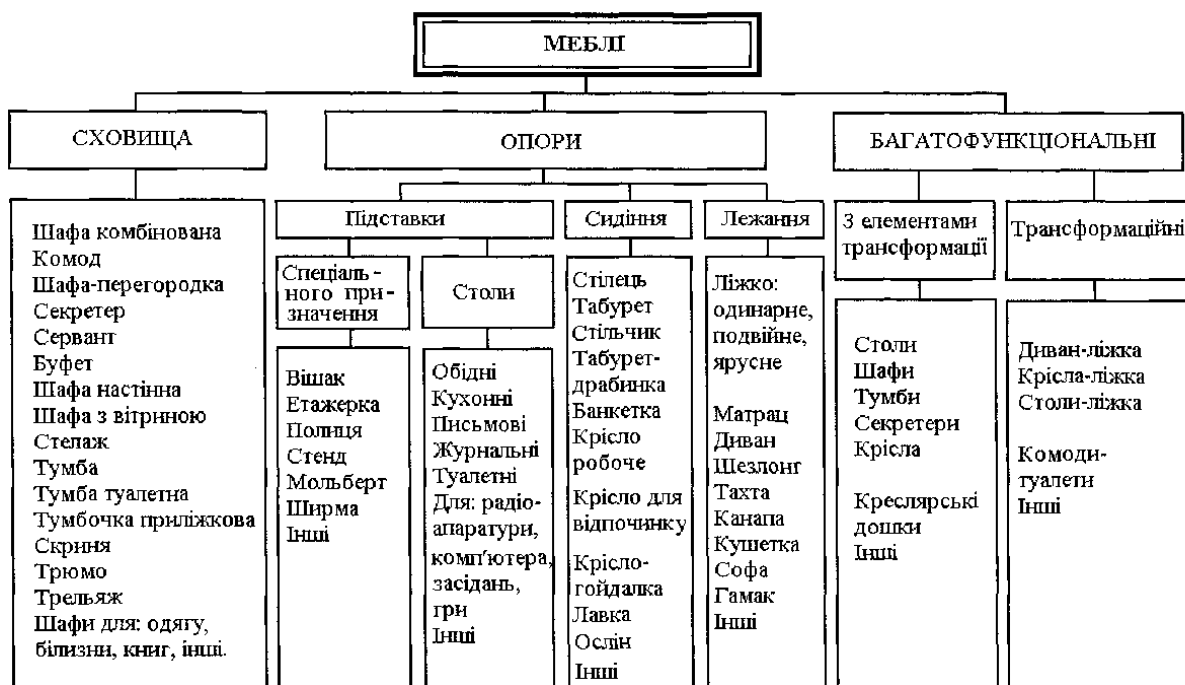 МЕБЛІ
СХОВИЩА
ОПОРИ
БАГАТОФУНКЦІОНАЛЬНІ
Шафа комбінована
Комод
Шафа-перегородка
Секретер
Сервант
Буфет
Шафа настінна
Шафа з вітриною
Стелаж
Тумба
Тумба туалетна
Тумбочка приліжкова
Скриня
Трюмо
Трельяж
Шафи для: одягу,
білизни, книг, інші.
Підставки
Спеціаль-
ного при-
значення
Вішак
Етажерка
Полиця
Стенд
Мольберт
Ширма
Інші
Столи
Обідні
Кухонні
Письмові
Журнальні
Туалетні
Для: радіо-
апаратури,
комп'ютера,
засідань,
гри
Інші
Сидіння
Стілець
Табурет
Стільчик
Табурет-
драбинка
Банкетка
Крісло
робоче
Крісло для
відпочинку
Крісло-
гойдалка
Лавка
Ослін
Інші
Лежання
Ліжко:
одинарне,
подвійне,
ярусне
Матрац
Диван
Шезлонг
Тахта
Канапа
Кушетка
Софа
Гамак
Інші
З елементами
трансформації
Столи
Шафи
Тумби
Секретери
Крісла
Креслярські
дошки
Інші
Трансформаційні
Диван-ліжка
Крісла-ліжка
Столи-ліжка
Комоди-
туалети
Інші